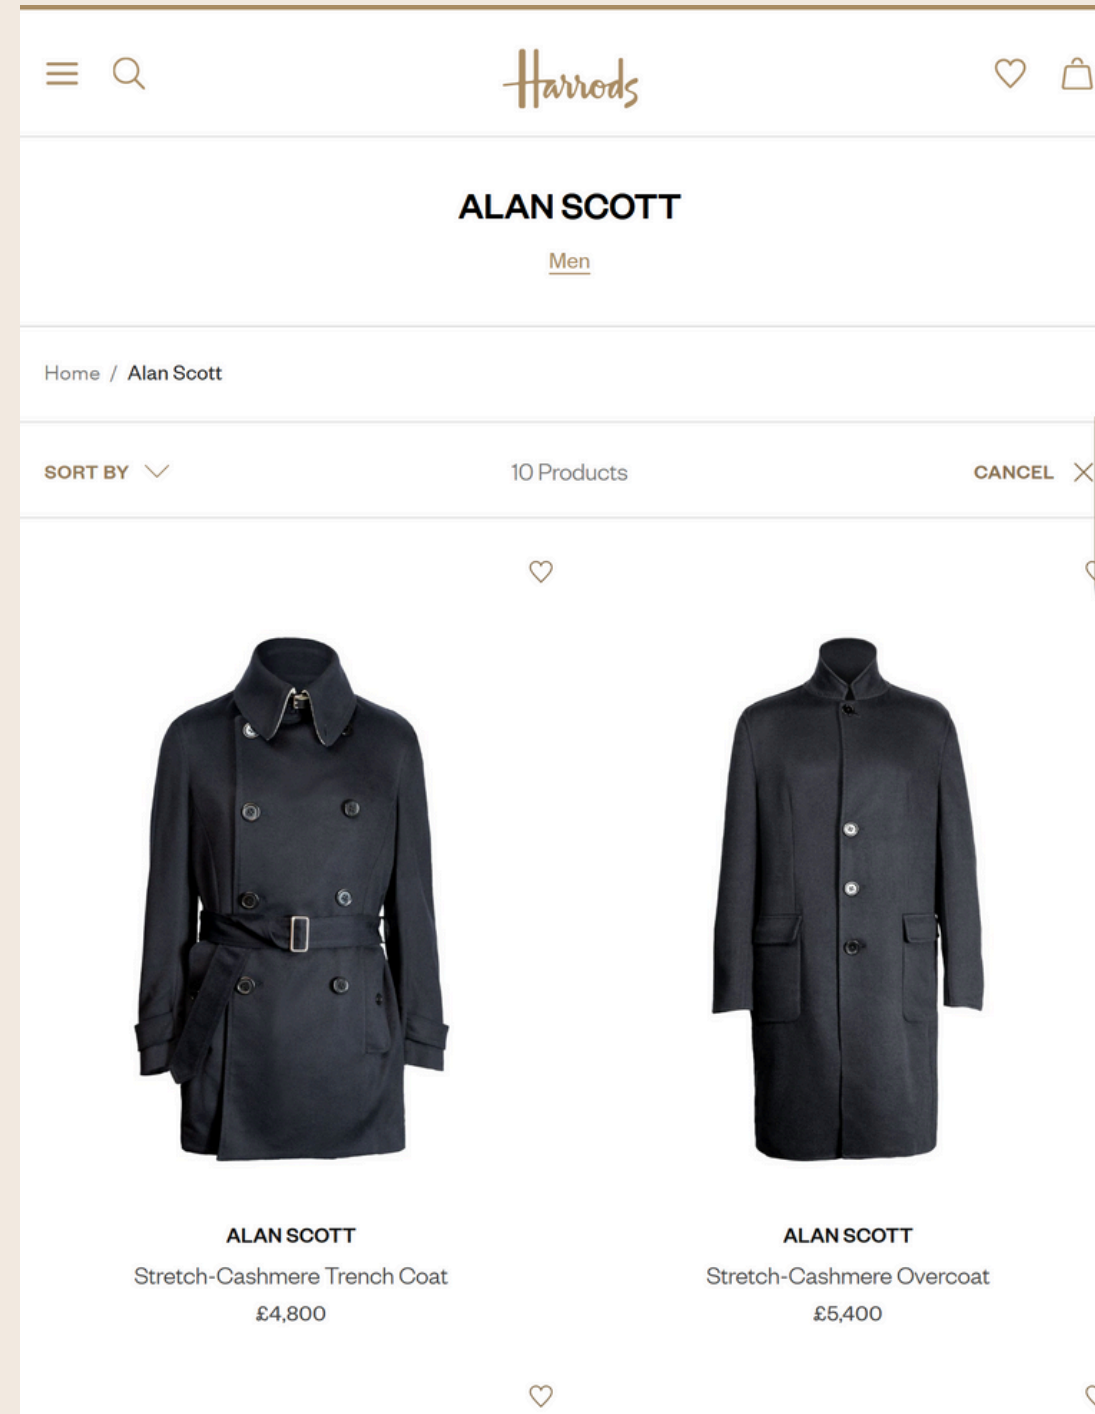 Harrods
ALAN SCOTT
Men
Home / Alan Scott
SORT BY
10 Products
CANCEL
ALAN SCOTT
Stretch-Cashmere Trench Coat
£4,800
ALAN SCOTT
Stretch-Cashmere Overcoat
£5,400